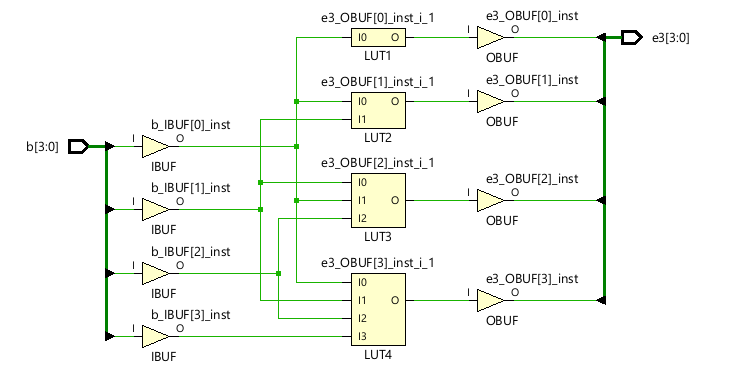 e3_OBUF[0]_inst_i_1
I0
O
LUT1
e3_OBUF[0]_inst
I
O
OBUF
e3[3:0]
e3_OBUF[1]_inst_i_1
I0
O
I1
LUT2
e3_OBUF[1]_inst
I
O
OBUF
b[3:0]
b_IBUF[0]_inst
I
O
IBUF
b_IBUF[1]_inst
I
O
IBUF
b_IBUF[2]_inst
I
O
IBUF
b_IBUF[3]_inst
I
O
IBUF
e3_OBUF[2]_inst_i_1
I0
I1
O
I2
LUT3
e3_OBUF[2]_inst
I
O
OBUF
e3_OBUF[3]_inst_i_1
I0
I1
O
I2
I3
LUT4
e3_OBUF[3]_inst
I
O
OBUF